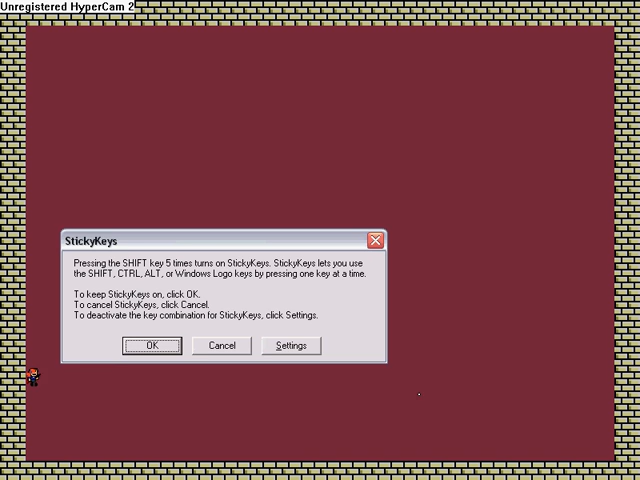 Unregistered HyperCam 2
StickyKeys
Pressing the SHIFT key 5 times turns on StickyKeys. StickyKeys lets you use
the SHIFT, CTRL, ALT, or Windows Logo keys by pressing one key at a time.
To keep StickyKeys on, click OK.
To cancel StickyKeys, click Cancel.
To deactivate the key combination for StickyKeys, click Settings.
OK Cancel Settings